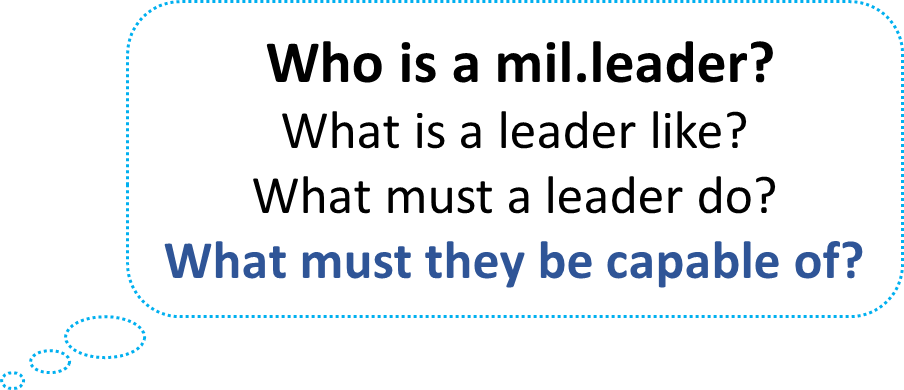 Who is a mil.leader?
What is a leader like?
What must a leader do?
What must they be capable of?